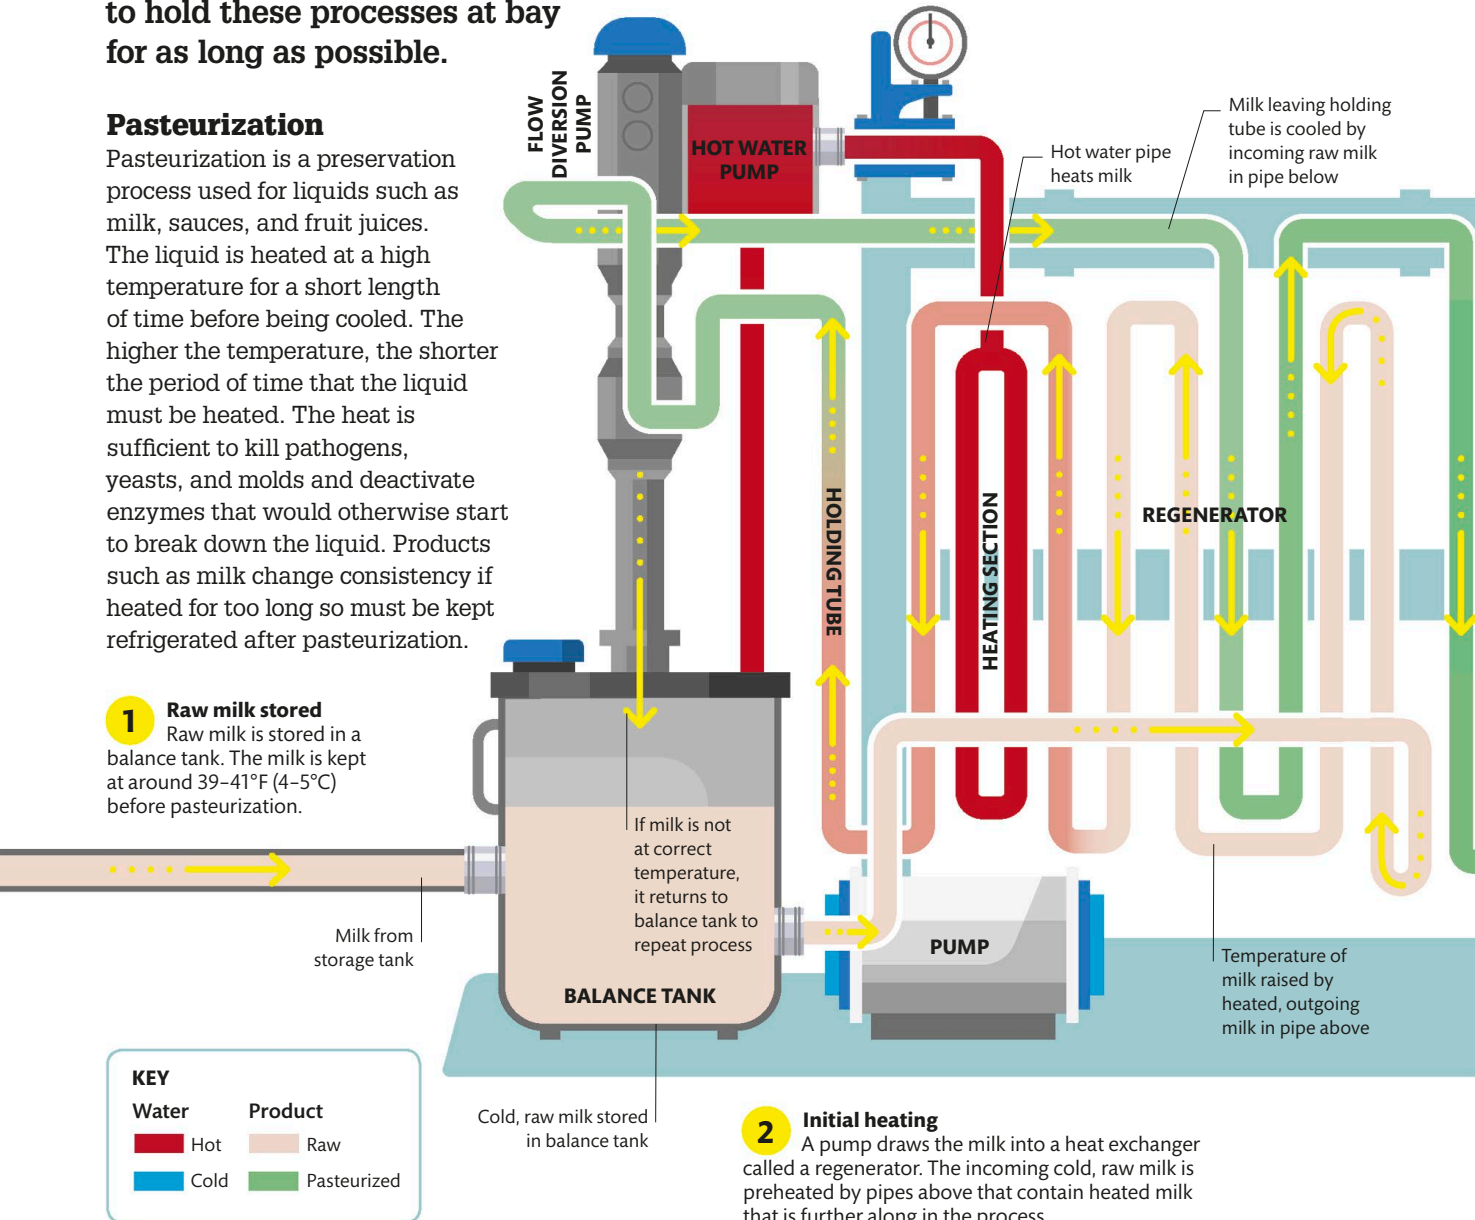 to hold these processes at bay
for as long as possible.
Pasteurization
Pasteurization is a preservation
process used for liquids such as
milk, sauces, and fruit juices.
The liquid is heated at a high
temperature for a short length
of time before being cooled. The
higher the temperature, the shorter
the period of time that the liquid
must be heated. The heat is
sufficient to kill pathogens,
yeasts, and molds and deactivate
enzymes that would otherwise start
to break down the liquid. Products
such as milk change consistency if
heated for too long so must be kept
refrigerated after pasteurization.
1 Raw milk stored
Raw milk is stored in a
balance tank. The milk is kept
at around 39–41°F (4–5°C)
before pasteurization.
FLOW
DIVERSION
PUMP
HOT WATER
PUMP
Hot water pipe
heats milk
Milk leaving holding
tube is cooled by
incoming raw milk
in pipe below
HOLDING TUBE
HEATING SECTION
REGENERATOR
If milk is not
at correct
temperature,
it returns to
balance tank to
repeat process
Milk from
storage tank
BALANCE TANK
PUMP
Temperature of
milk raised by
heated, outgoing
milk in pipe above
KEY
Water Product
Hot Raw
Cold Pasteurized
Cold, raw milk stored
in balance tank
2 Initial heating
A pump draws the milk into a heat exchanger
called a regenerator. The incoming cold, raw milk is
preheated by pipes above that contain heated milk
that is further along in the process.